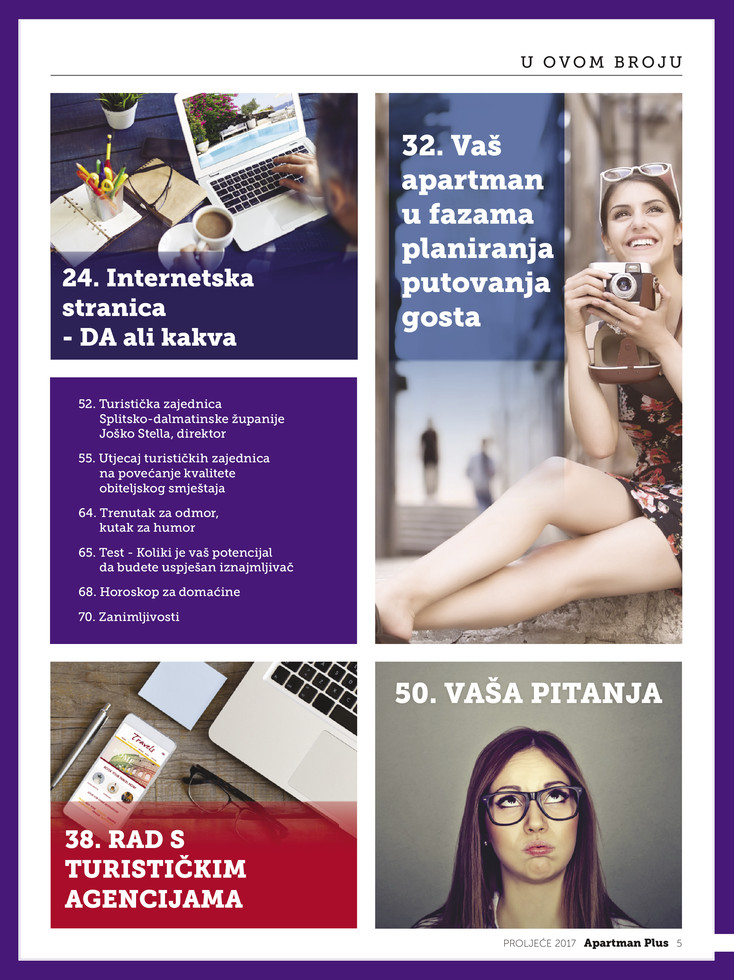 U OVOM BROJU
24. Internetska
stranica
- DA ali kakva
32. Vaš
apartman
u fazama
planiranja
putovanja
gosta
52. Turistička zajednica
Splitsko-dalmatinske županije
Joško Stella, direktor
55. Utjecaj turističkih zajednica
na povećanje kvalitete
obiteljskog smještaja
64. Trenutak za odmor,
kutak za humor
65. Test - Koliki je vaš potencijal
da budete uspješan iznajmljivač
68. Horoskop za domaćine
70. Zanimljivosti
Travels
38. RAD S
TURISTIČKIM
AGENCIJAMA
50. VAŠA PITANJA
PROLJEĆE 2017 Apartman Plus 5